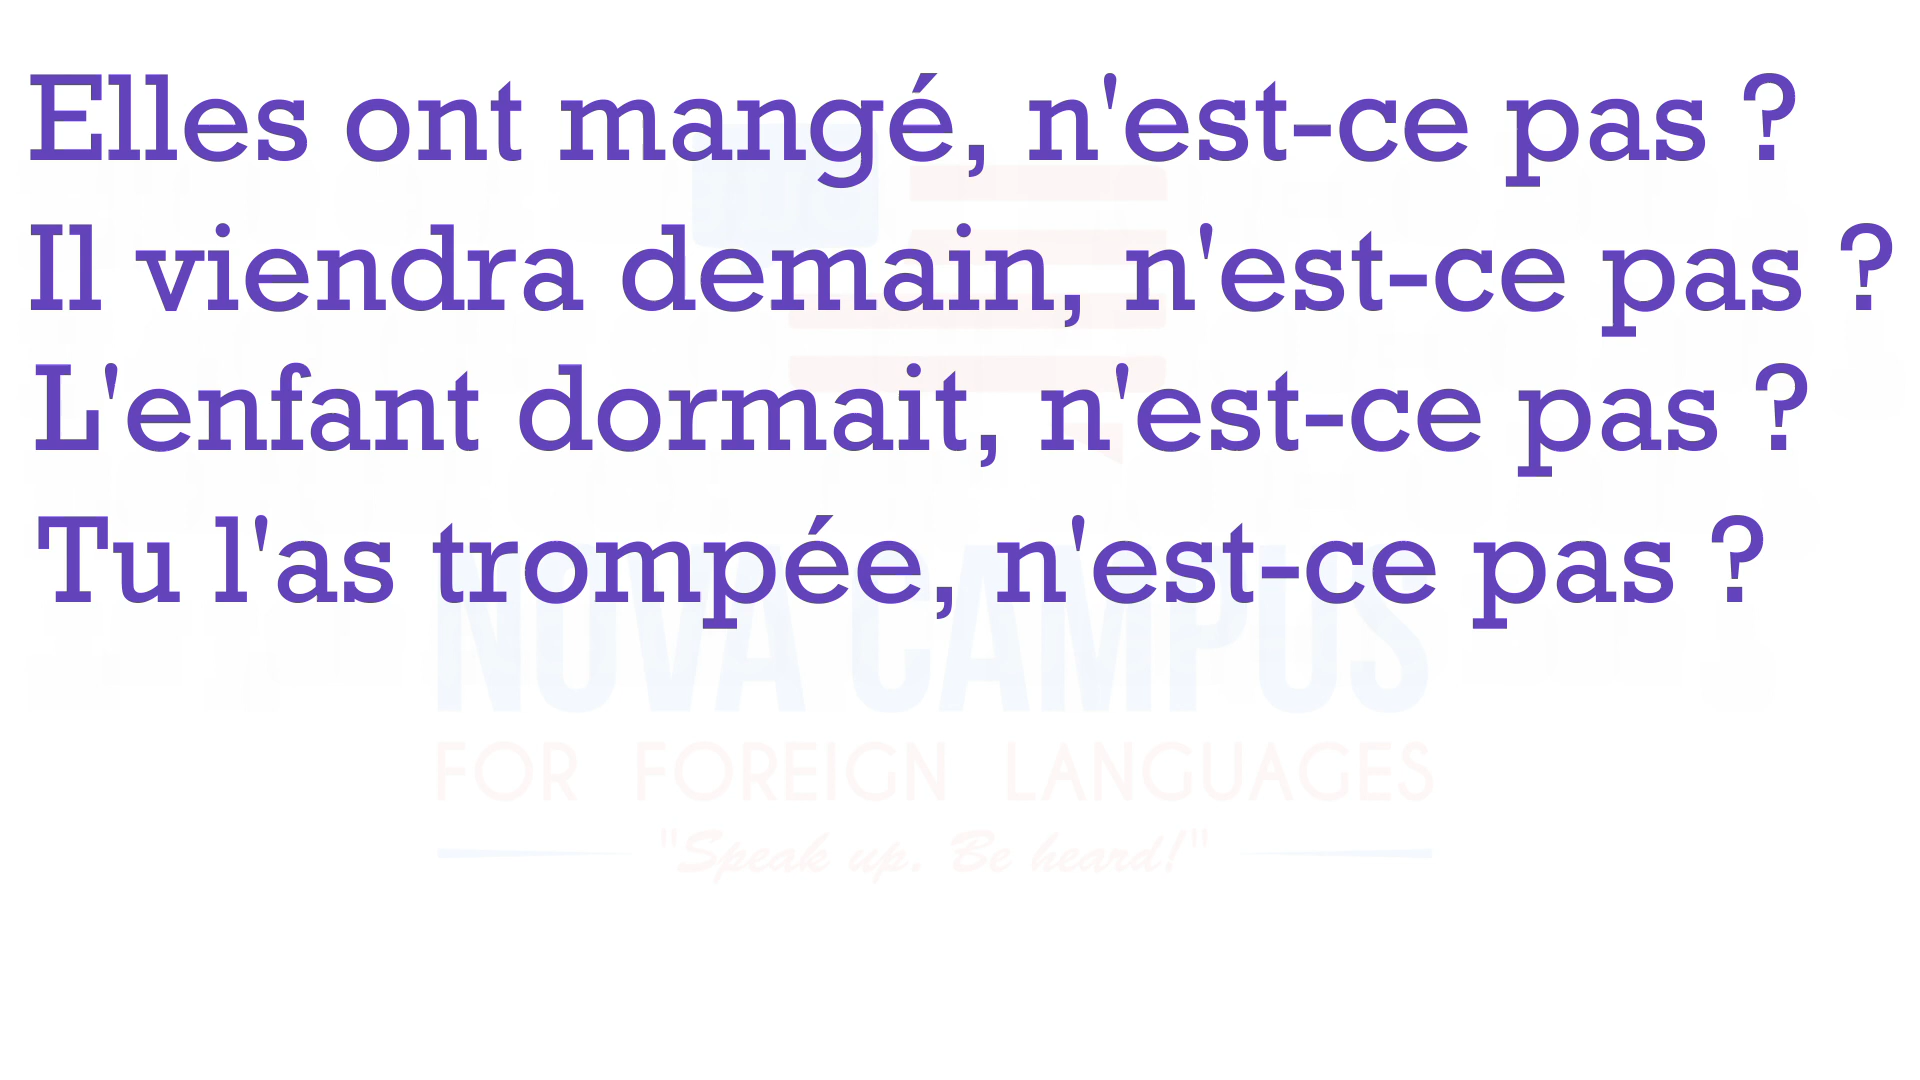 Elles ont mangé, n'est-ce pas ?
Il viendra demain, n'est-ce pas ?
L'enfant dormait, n'est-ce pas ?
Tu l'as trompée, n'est-ce pas ?
NOVA CAMPUS
FOR FOREIGN LANGUAGES
"Speak up. Be heard!"